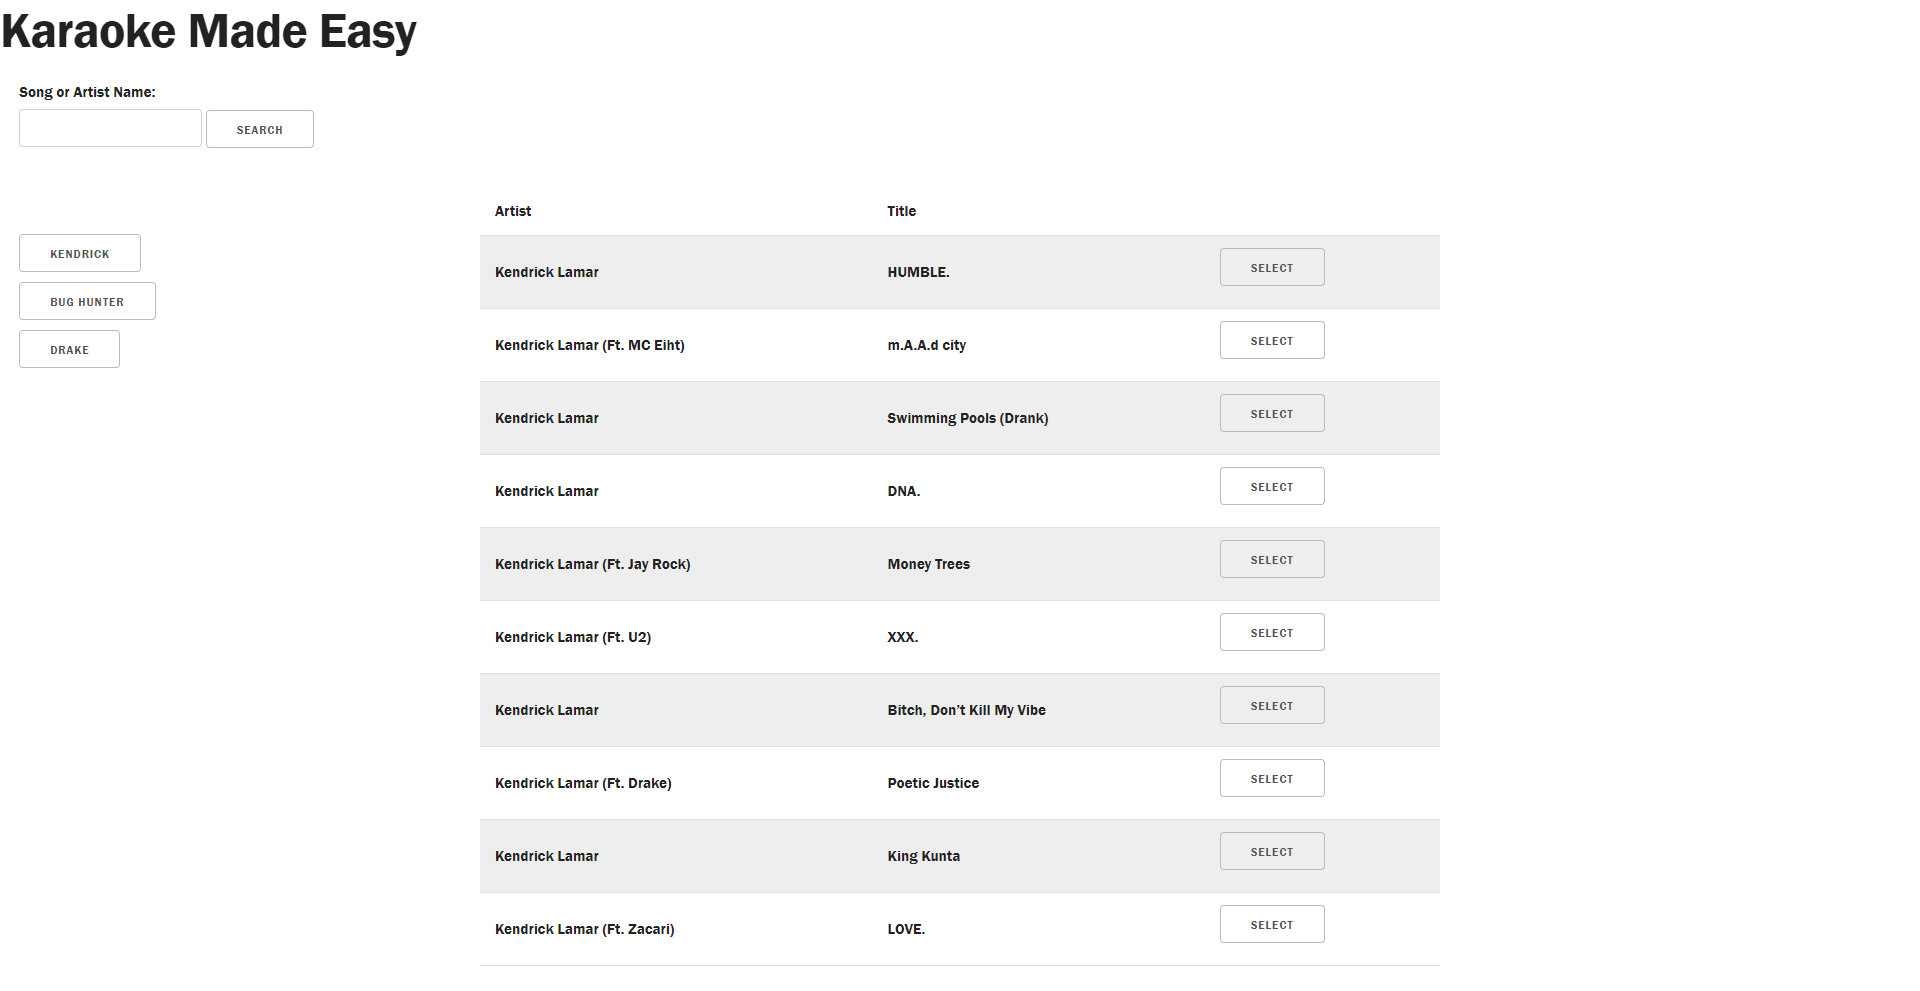 Karaoke Made Easy
Song or Artist Name:
SEARCH
KENDRICK
BUG HUNTER
DRAKE
Artist Title
Kendrick Lamar HUMBLE. SELECT
Kendrick Lamar (Ft. MC Eiht) m.A.A.d city SELECT
Kendrick Lamar Swimming Pools (Drank) SELECT
Kendrick Lamar DNA. SELECT
Kendrick Lamar (Ft. Jay Rock) Money Trees SELECT
Kendrick Lamar (Ft. U2) XXX. SELECT
Kendrick Lamar Bitch, Don’t Kill My Vibe SELECT
Kendrick Lamar (Ft. Drake) Poetic Justice SELECT
Kendrick Lamar King Kunta SELECT
Kendrick Lamar (Ft. Zacari) LOVE. SELECT